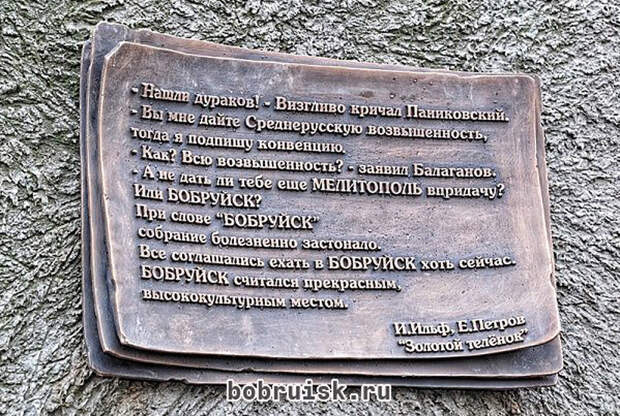 - Нашли дураков! - Визгливо кричал Паниковский.
- Вы мне дайте Среднерусскую возвышенность,
тогда я подпишу конвенцию.
- Как? Всю возвышенность? - заявил Балаганов.
- А не дать ли тебе еще МЕЛИТОПОЛЬ впридачу?
Или БОБРУЙСК?
При слове "БОБРУЙСК"
собрание болезненно застонало.
Все соглашались ехать в БОБРУЙСК хоть сейчас.
БОБРУЙСК считался прекрасным,
высококультурным местом.
И.Ильф, Е.Петров
"Золотой телёнок"
bobruisk.ru